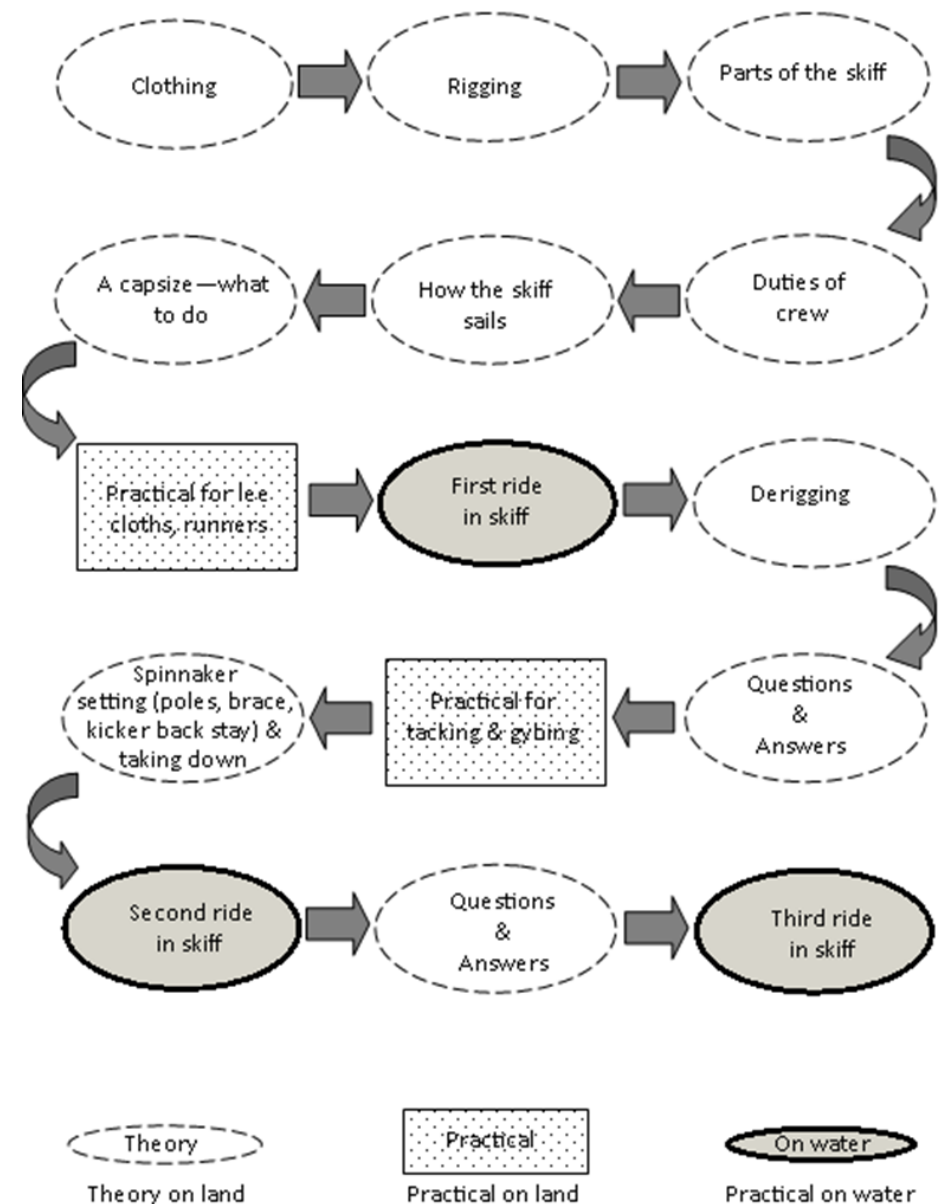 Clothing
Rigging
Parts of the skiff
Duties of
crew
How the skiff
sails
A capsize—what
to do
Practical for lee
cloths, runners
First ride
in skiff
Derigging
Questions
&
Answers
Practical for
tacking & gybing
Spinnaker
setting (poles, brace,
kicker back stay) &
taking down
Second ride
in skiff
Questions
&
Answers
Third ride
in skiff
Theory
Practical
On water
Theory on land
Practical on land
Practical on water